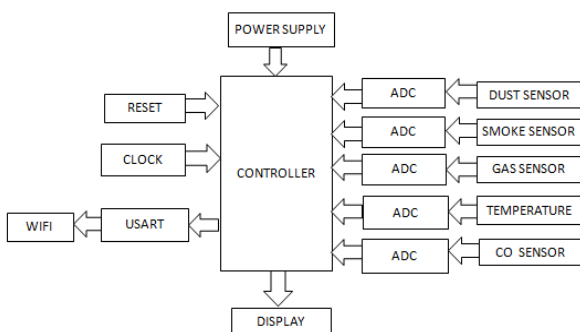 POWER SUPPLY
RESET
CLOCK
WIFI
USART
CONTROLLER
ADC
DUST SENSOR
ADC
SMOKE SENSOR
ADC
GAS SENSOR
ADC
TEMPERATURE
ADC
CO SENSOR
DISPLAY